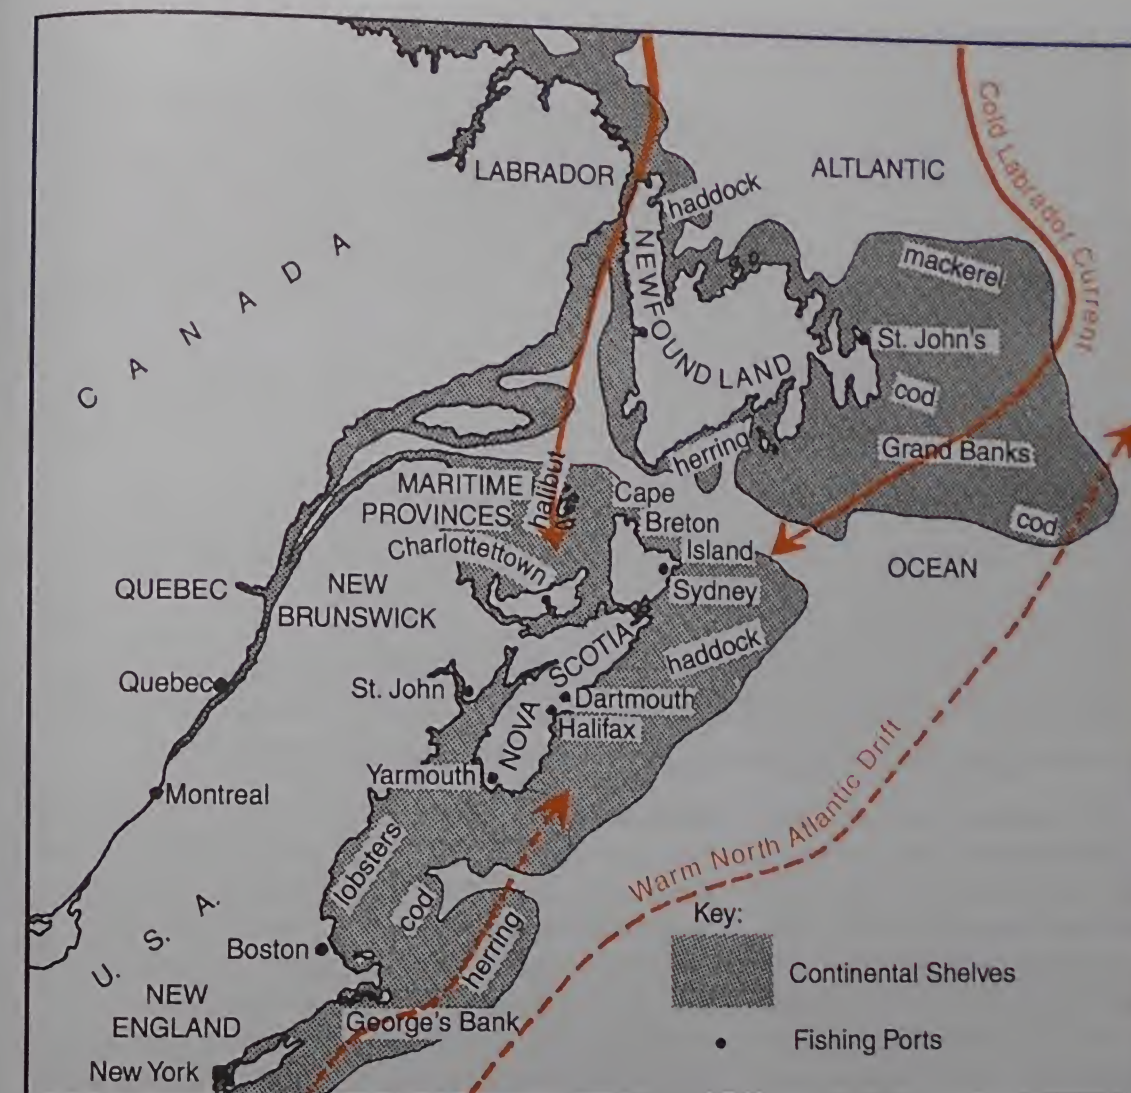 LABRADOR
ALTLANTIC
Cold Labrador Current
haddock
CANADA
NEWFOUNDLAND
mackerel
St. John's
cod
Grand Banks
herring
cod
MARITIME
PROVINCES
halibut
Cape
Breton
Island
Charlottettown
Sydney
OCEAN
QUEBEC
NEW
BRUNSWICK
Quebec
St. John
NOVA SCOTIA
haddock
Dartmouth
Halifax
Yarmouth
Montreal
lobsters
cod
herring
Warm North Atlantic Drift
U. S. A.
Boston
NEW
ENGLAND
George's Bank
New York
Key:
Continental Shelves
Fishing Ports